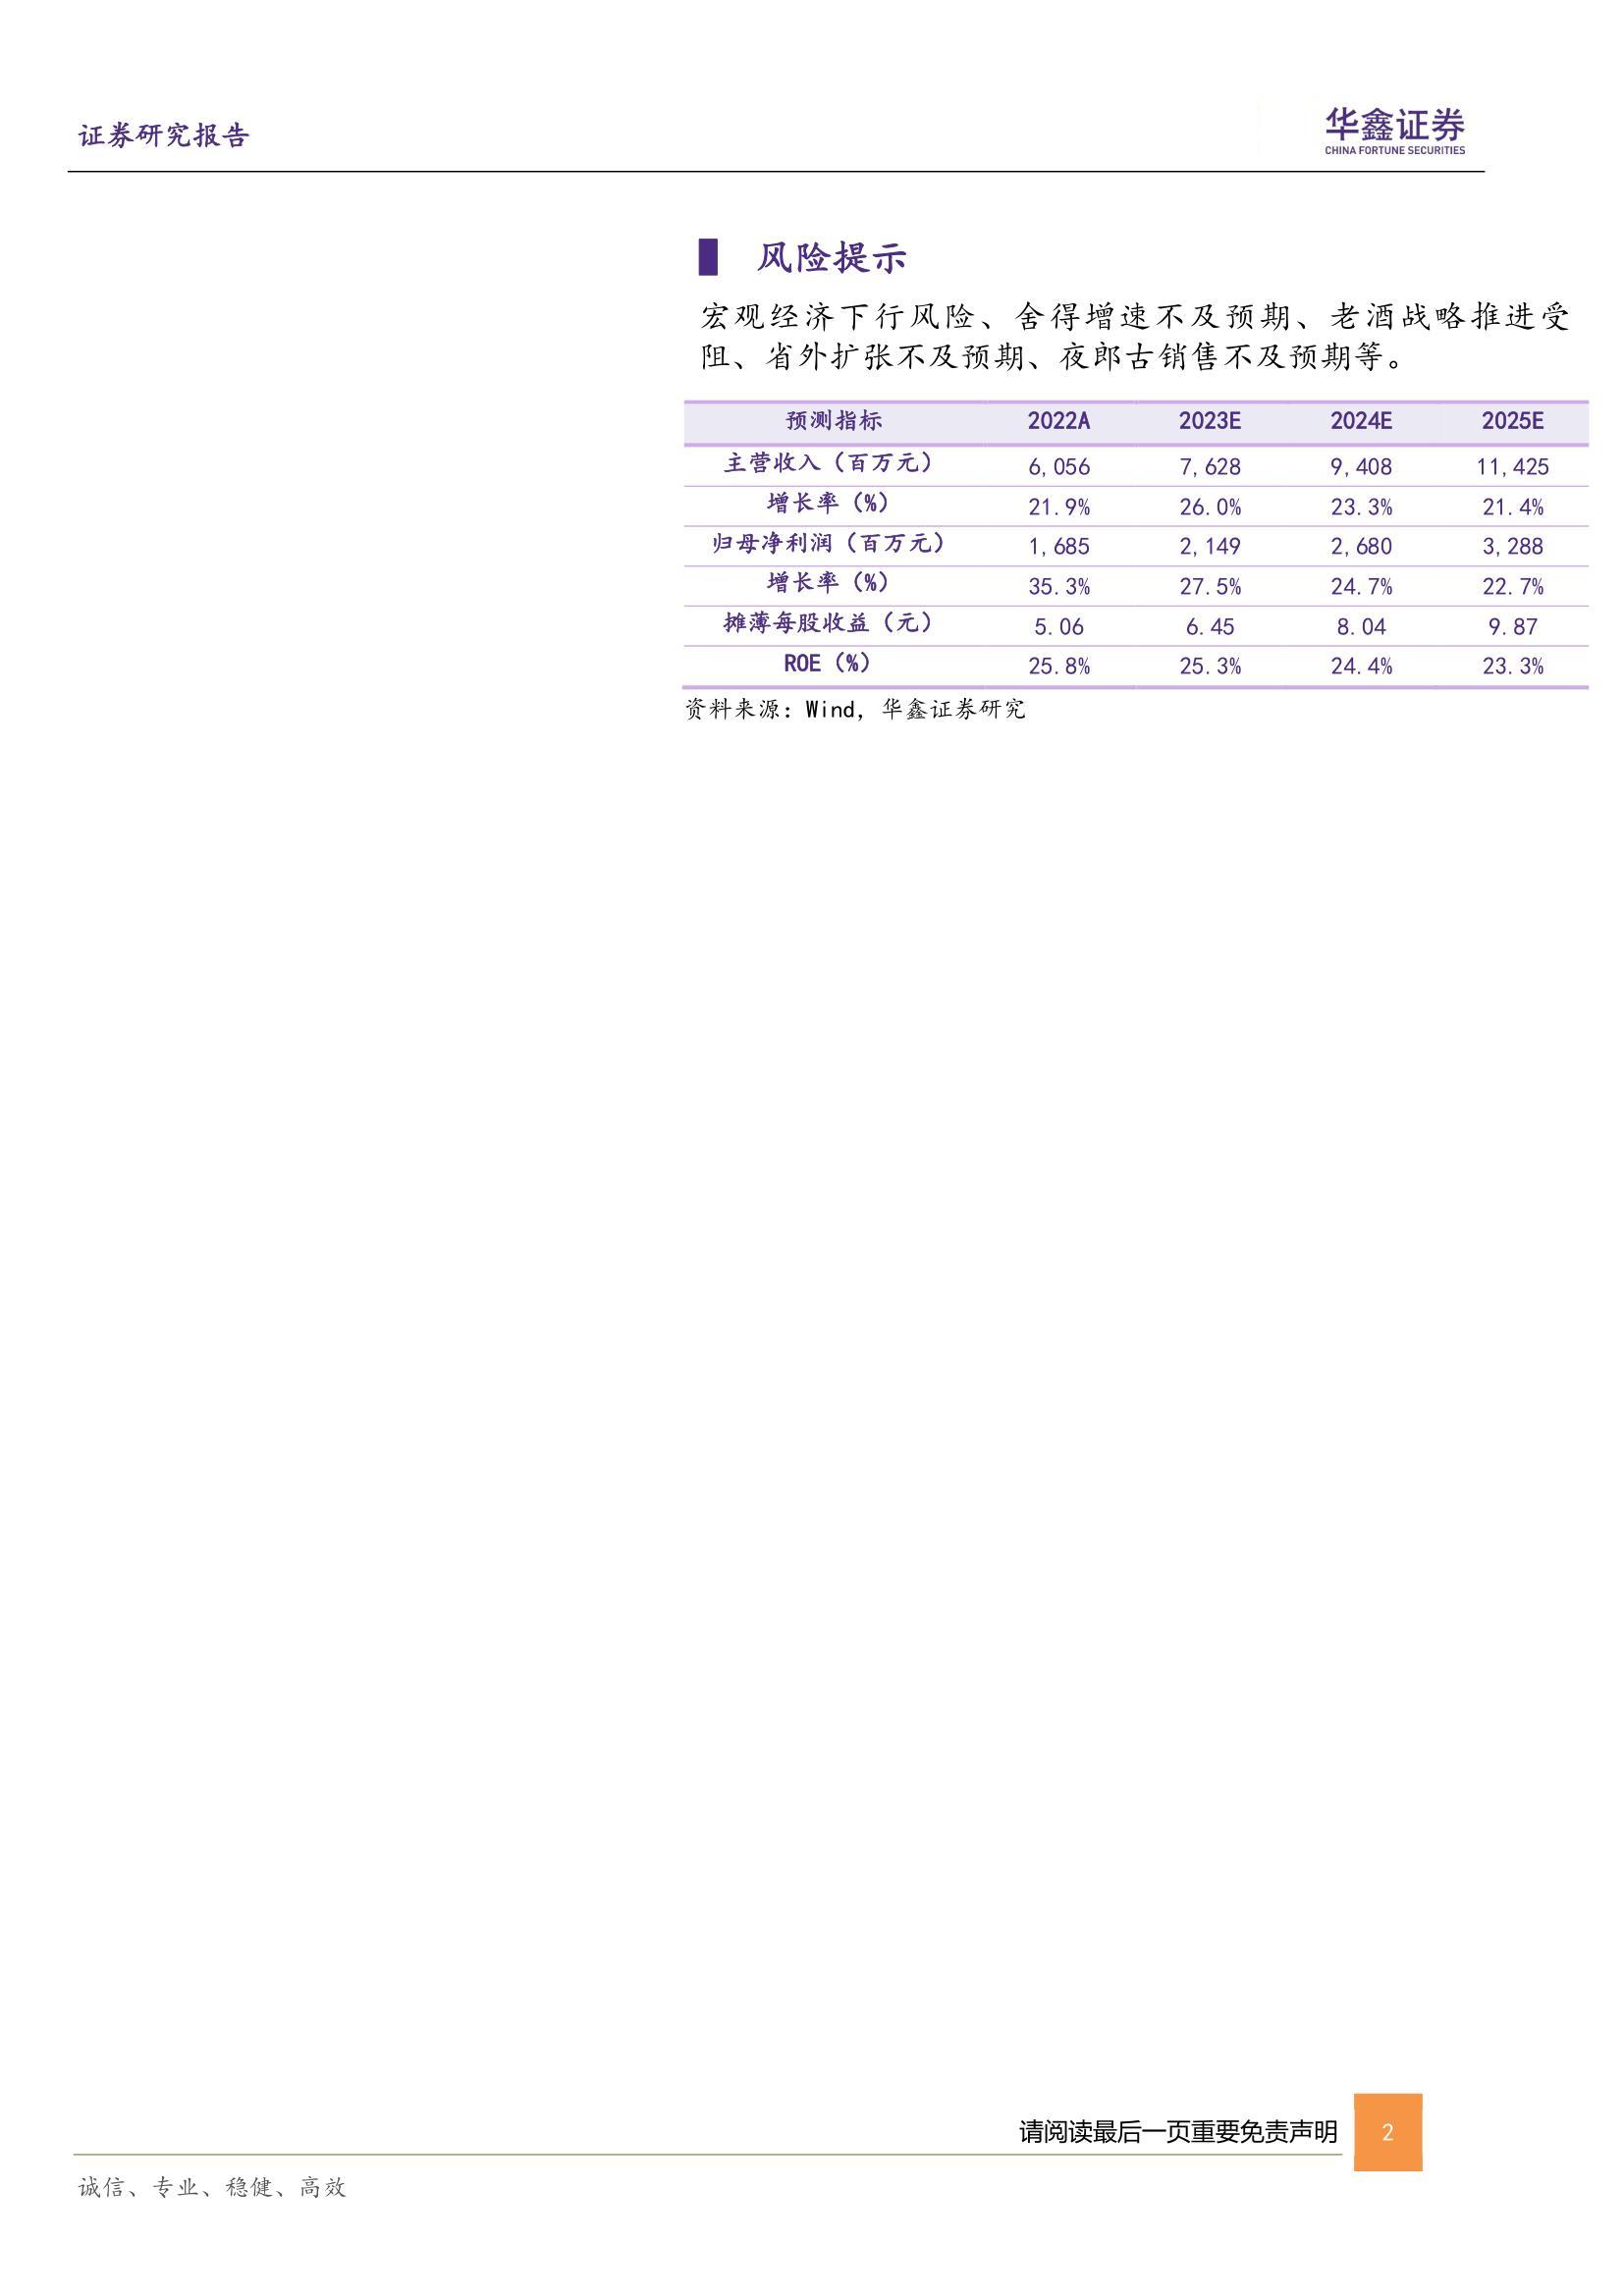 证券研究报告
华鑫证券
CHINA FORTUNE SECURITIES
风险提示
宏观经济下行风险、舍得增速不及预期、老酒战略推进受
阻、省外扩张不及预期、夜郎古销售不及预期等。
预测指标 2022A 2023E 2024E 2025E
主营收入（百万元） 6,056 7,628 9,408 11,425
增长率（%） 21.9% 26.0% 23.3% 21.4%
归母净利润（百万元） 1,685 2,149 2,680 3,288
增长率（%） 35.3% 27.5% 24.7% 22.7%
摊薄每股收益（元） 5.06 6.45 8.04 9.87
ROE（%） 25.8% 25.3% 24.4% 23.3%
资料来源：Wind，华鑫证券研究
请阅读最后一页重要免责声明 2
诚信、专业、稳健、高效